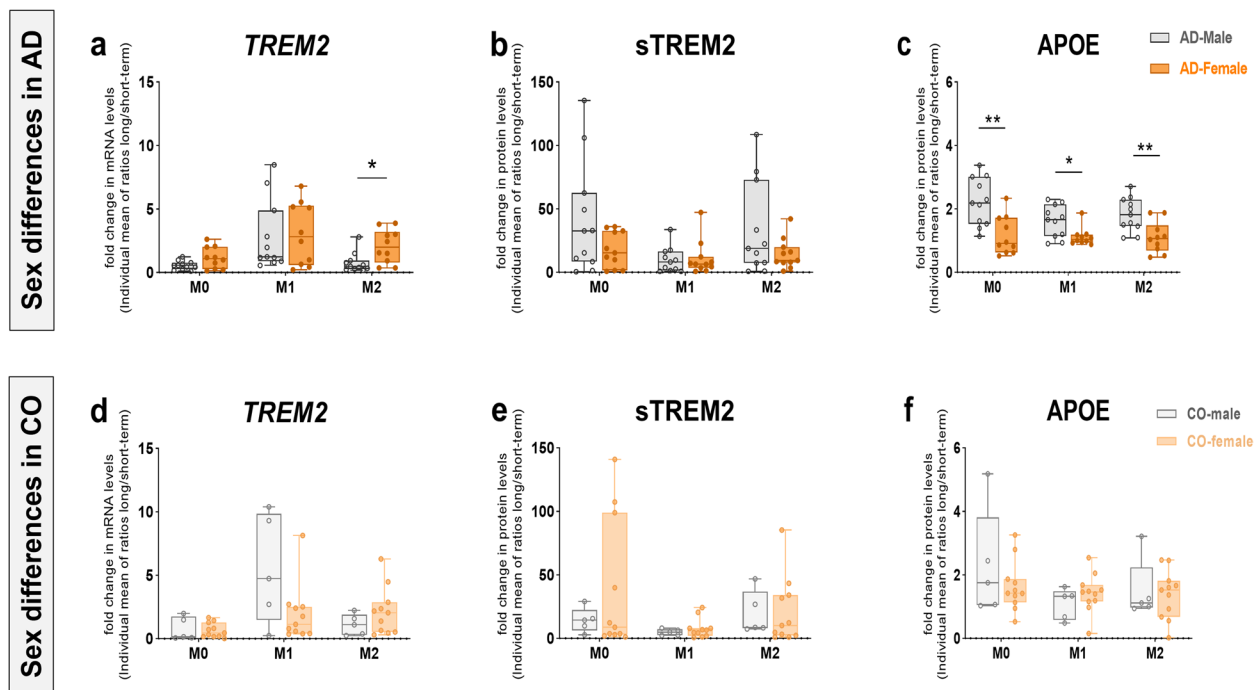 Sex differences in AD
a
TREM2
fold change in mRNA levels
(Individual mean of ratios long/short-term)
15
10
5
0
*
M0 M1 M2
b
sTREM2
fold change in protein levels
(Individual mean of ratios long/short-term)
150
100
50
0
M0 M1 M2
c
APOE
AD-Male
AD-Female
fold change in protein levels
(Individual mean of ratios long/short-term)
6
4
2
0
** * **
M0 M1 M2
Sex differences in CO
d
TREM2
fold change in mRNA levels
(Individual mean of ratios long/short-term)
15
10
5
0
M0 M1 M2
e
sTREM2
fold change in protein levels
(Individual mean of ratios long/short-term)
150
100
50
0
M0 M1 M2
f
APOE
CO-male
CO-female
fold change in protein levels
(Individual mean of ratios long/short-term)
6
4
2
0
M0 M1 M2